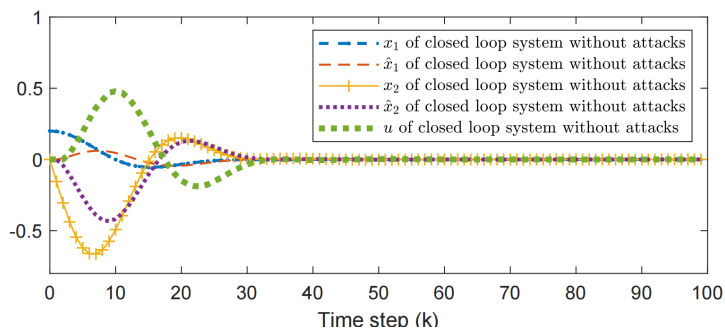 1
0.5
0
-0.5
x₁ of closed loop system without attacks
x̂₁ of closed loop system without attacks
x₂ of closed loop system without attacks
x̂₂ of closed loop system without attacks
u of closed loop system without attacks
0 10 20 30 40 50 60 70 80 90 100
Time step (k)